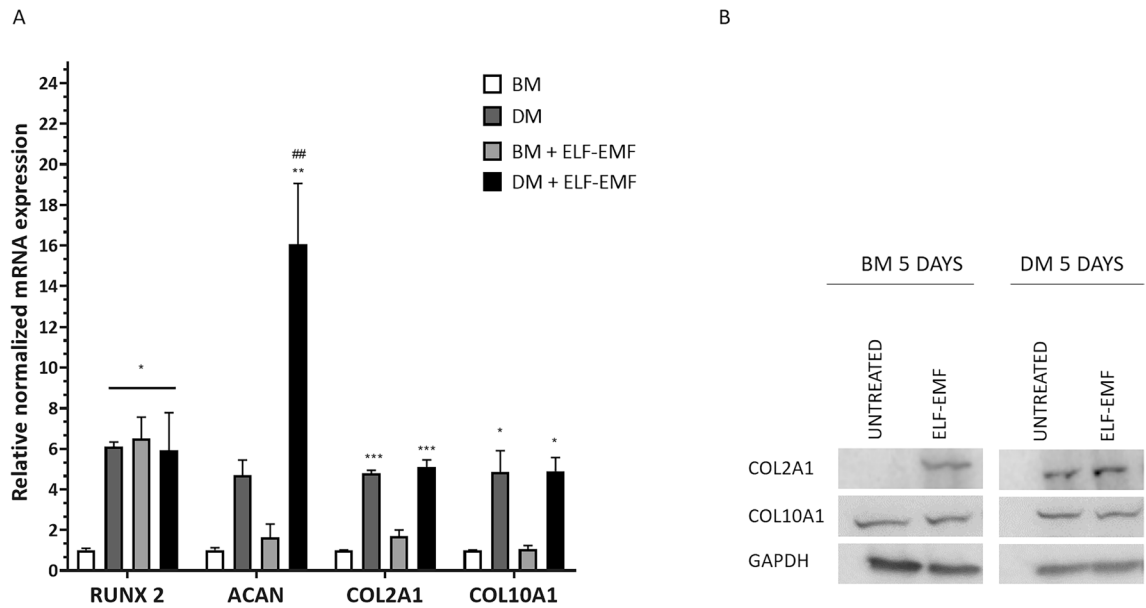 A
B
Relative normalized mRNA expression
24
22
20
18
16
14
12
10
8
6
4
2
0
BM
DM
BM + ELF-EMF
DM + ELF-EMF
*
##
**
***
***
*
*
RUNX 2
ACAN
COL2A1
COL10A1
BM 5 DAYS
DM 5 DAYS
UNTREATED
ELF-EMF
UNTREATED
ELF-EMF
COL2A1
COL10A1
GAPDH